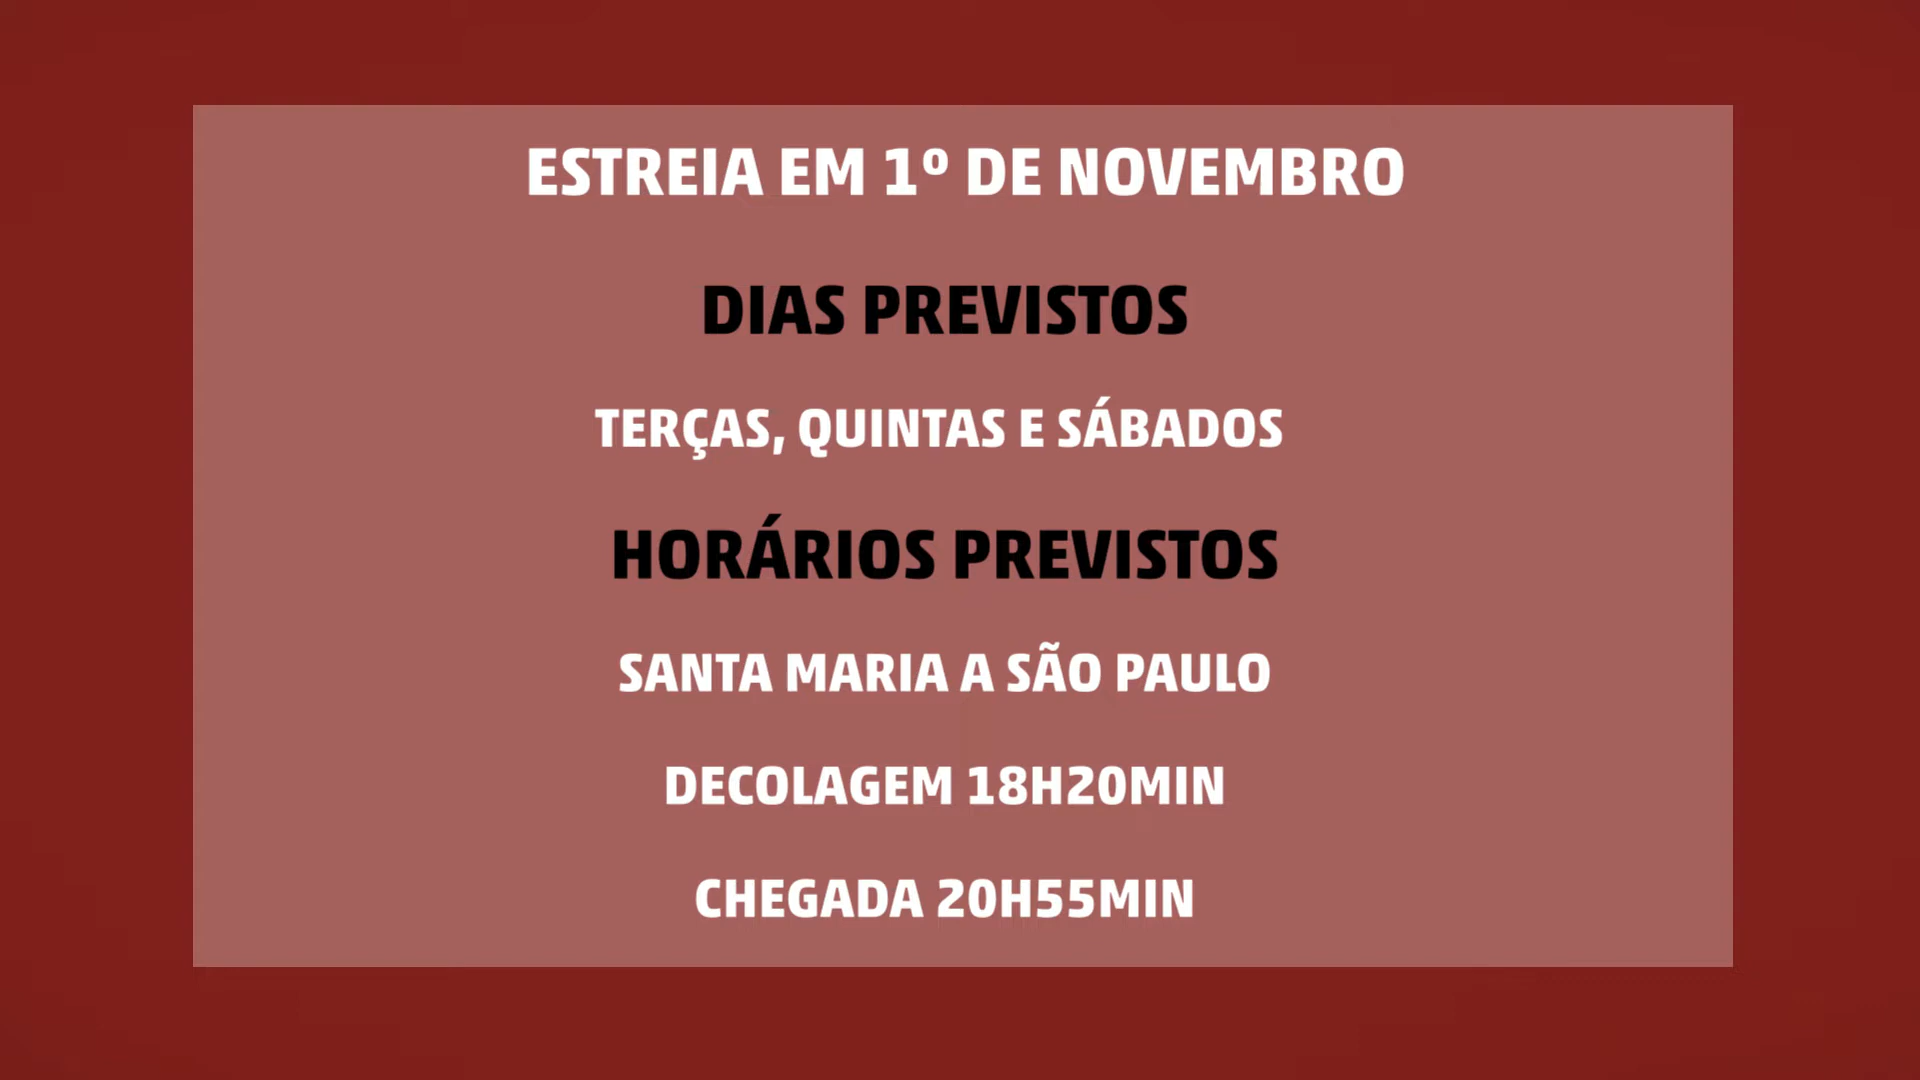 ESTREIA EM 1º DE NOVEMBRO
DIAS PREVISTOS
TERÇAS, QUINTAS E SÁBADOS
HORÁRIOS PREVISTOS
SANTA MARIA A SÃO PAULO
DECOLAGEM 18H20MIN
CHEGADA 20H55MIN